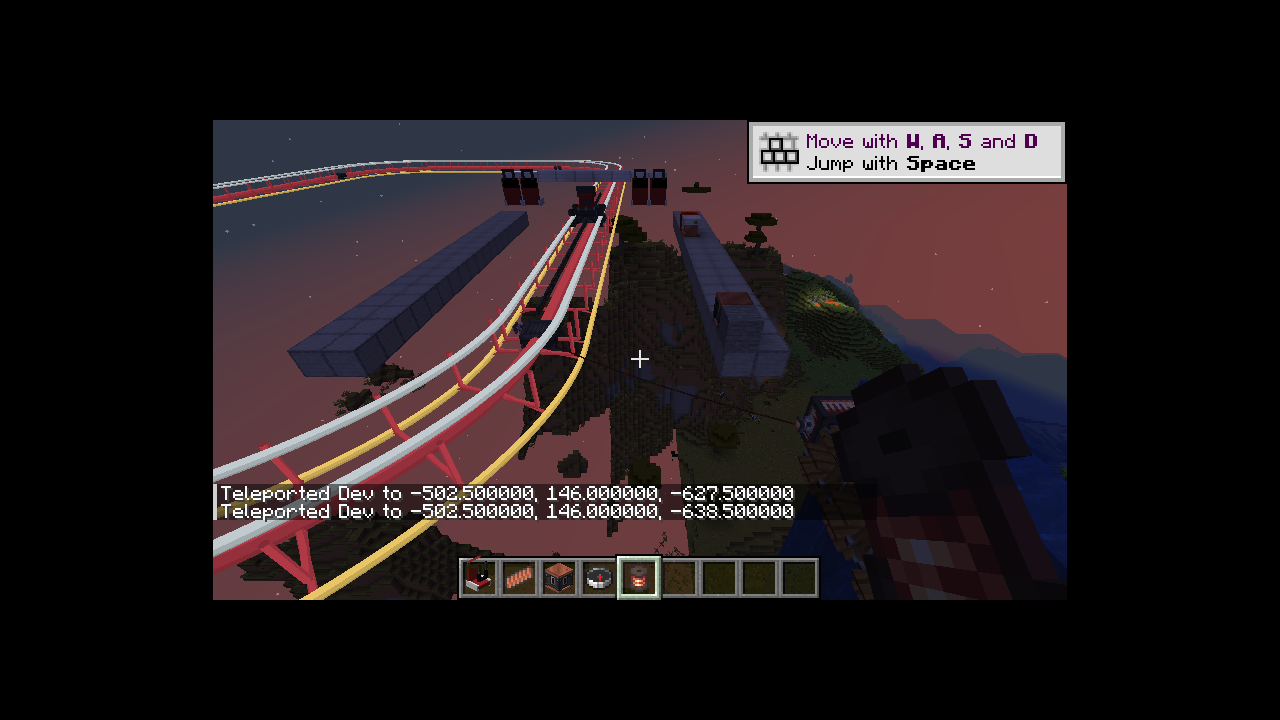 Move with W, A, S and D
Jump with Space
Teleported Dev to -502.500000, 146.000000, -627.500000
Teleported Dev to -502.500000, 146.000000, -638.500000